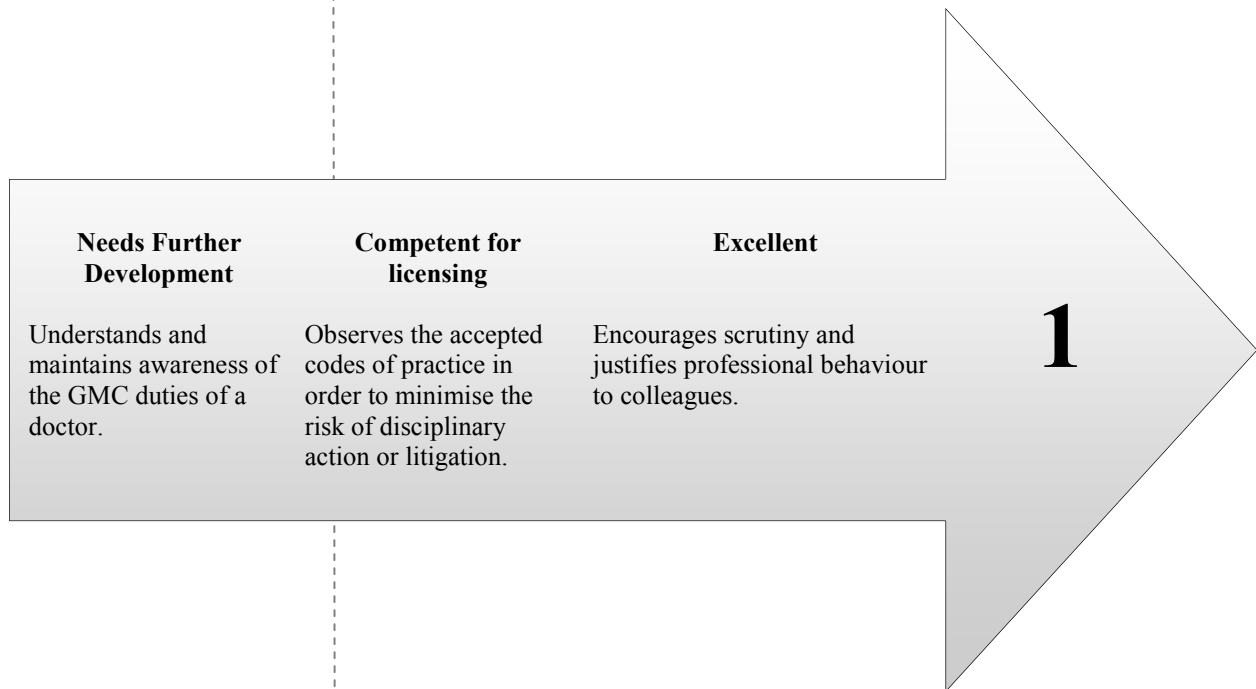 Needs Further
Development
Understands and
maintains awareness of
the GMC duties of a
doctor.
Competent for
licensing
Observes the accepted
codes of practice in
order to minimise the
risk of disciplinary
action or litigation.
Excellent
Encourages scrutiny and
justifies professional behaviour
to colleagues.
1